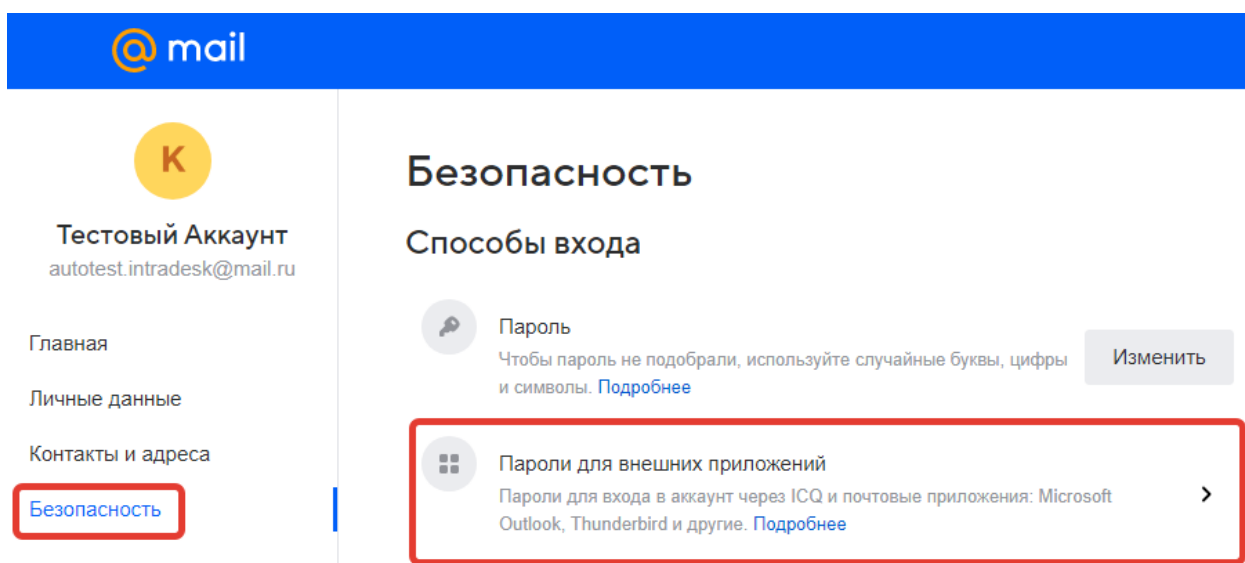 @ mail
К
Тестовый Аккаунт
autotest.intradesk@mail.ru
Главная
Личные данные
Контакты и адреса
Безопасность
Безопасность
Способы входа
Пароль
Чтобы пароль не подобрали, используйте случайные буквы, цифры
и символы. Подробнее
Изменить
Пароли для внешних приложений
Пароли для входа в аккаунт через ICQ и почтовые приложения: Microsoft
Outlook, Thunderbird и другие. Подробнее